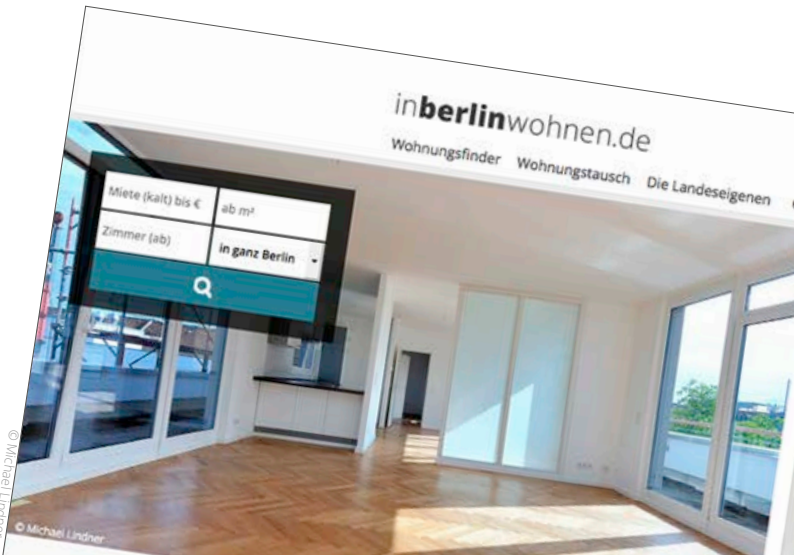 inberlinwohnen.de
Wohnungsfinder Wohnungstausch Die Landeseigenen
Miete (kalt) bis € ab m²
Zimmer (ab) in ganz Berlin
© Michael Lindner
© Michael Lindner